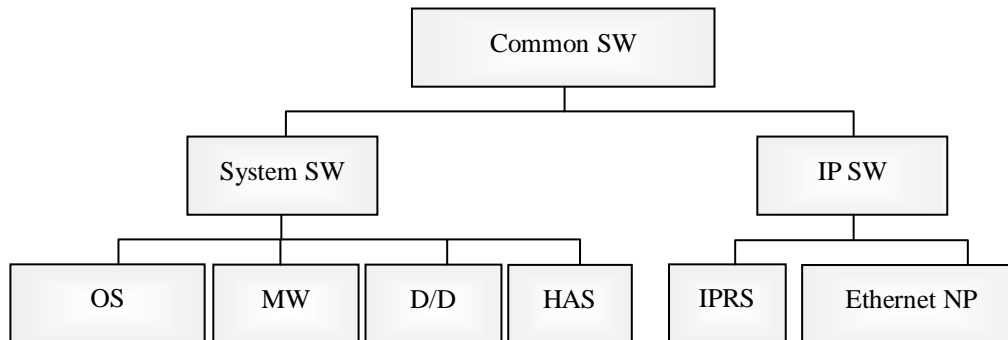 Common SW
System SW
IP SW
OS
MW
D/D
HAS
IPRS
Ethernet NP